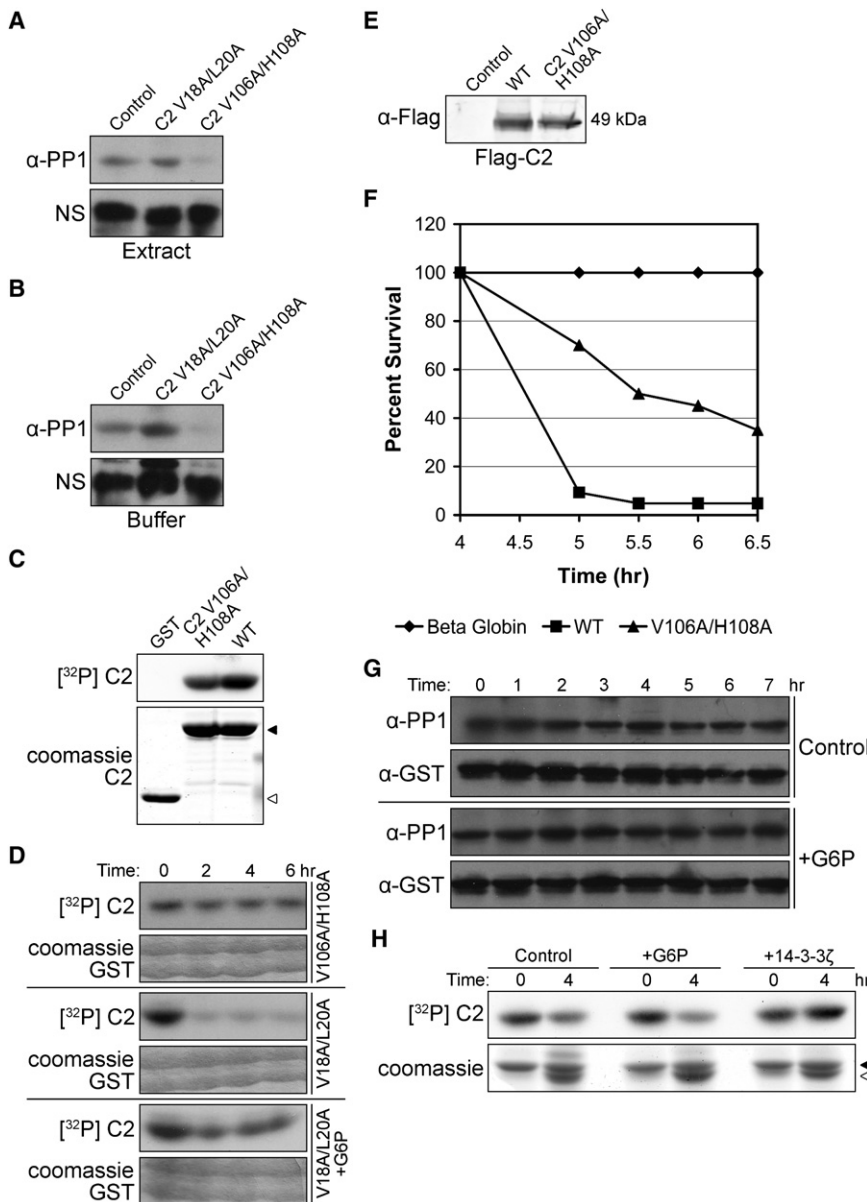 A
Control
C2 V18A/L20A
C2 V106A/H108A
α-PP1
NS
Extract
B
Control
C2 V18A/L20A
C2 V106A/H108A
α-PP1
NS
Buffer
C
GST
C2 V106A/
H108A
WT
[³²P] C2
coomassie
C2
D
Time: 0 2 4 6 hr
[³²P] C2
coomassie
GST
V106A/H108A
[³²P] C2
coomassie
GST
V18A/L20A
[³²P] C2
coomassie
GST
V18A/L20A
+G6P
E
Control
WT
C2 V106A/
H108A
α-Flag
49 kDa
Flag-C2
F
120
100
80
60
40
20
0
Percent Survival
4 4.5 5 5.5 6 6.5
Time (hr)
Beta Globin WT V106A/H108A
G
Time: 0 1 2 3 4 5 6 7 hr
α-PP1
α-GST
Control
α-PP1
α-GST
+G6P
H
Control +G6P +14-3-3ζ
Time: 0 4 0 4 0 4 hr
[³²P] C2
coomassie